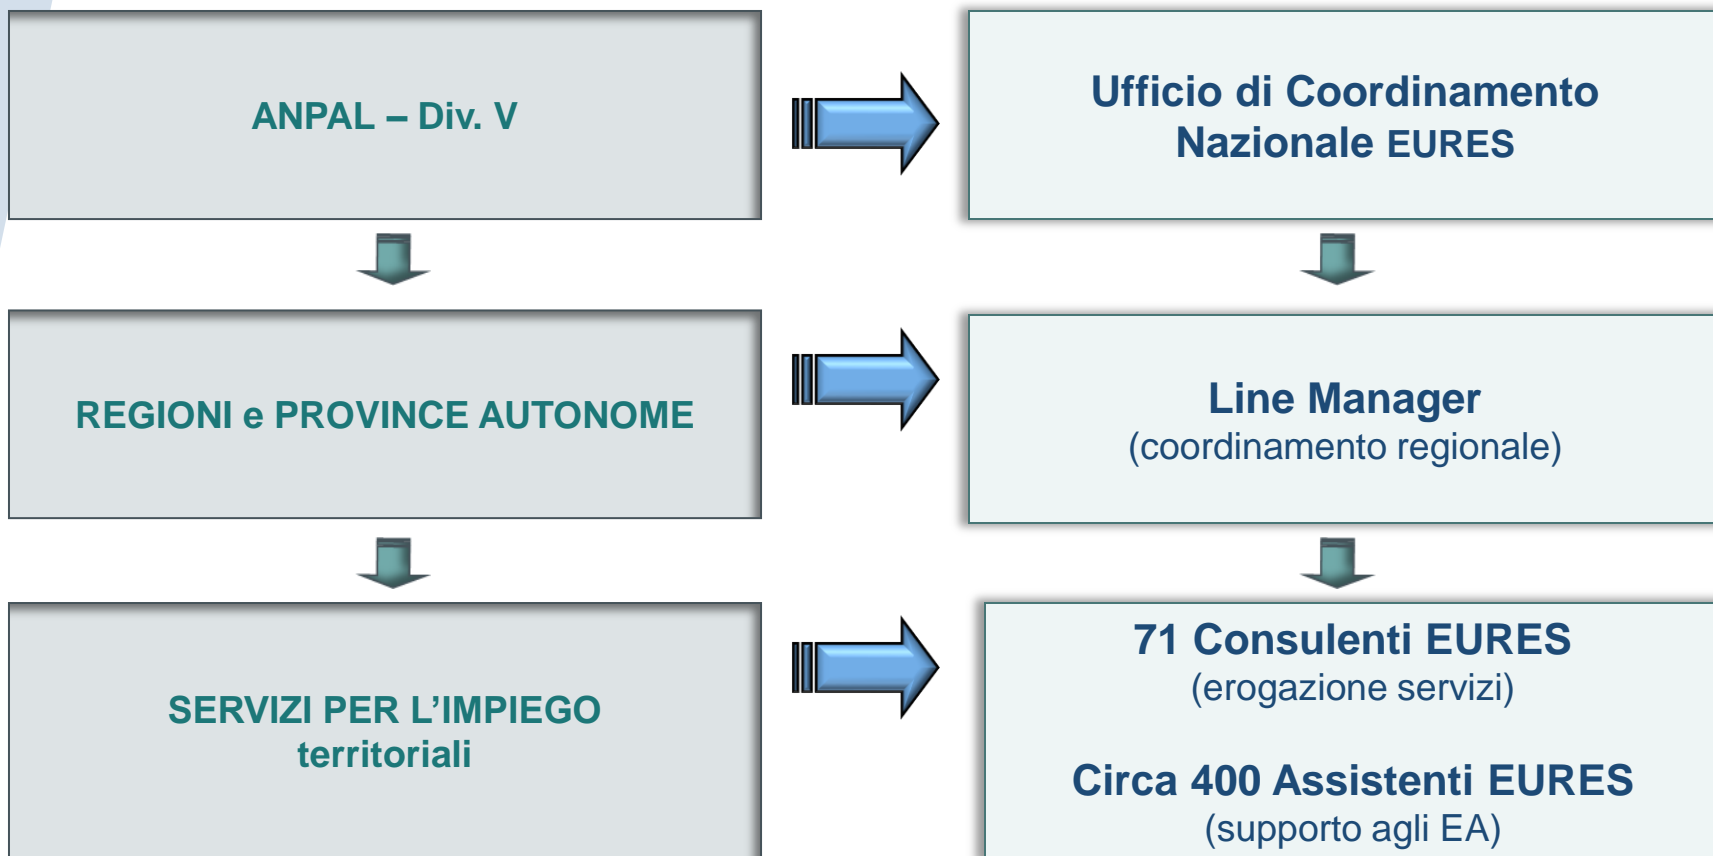 ANPAL – Div. V
Ufficio di Coordinamento
Nazionale EURES
REGIONI e PROVINCE AUTONOME
Line Manager
(coordinamento regionale)
SERVIZI PER L’IMPIEGO
territoriali
71 Consulenti EURES
(erogazione servizi)
Circa 400 Assistenti EURES
(supporto agli EA)